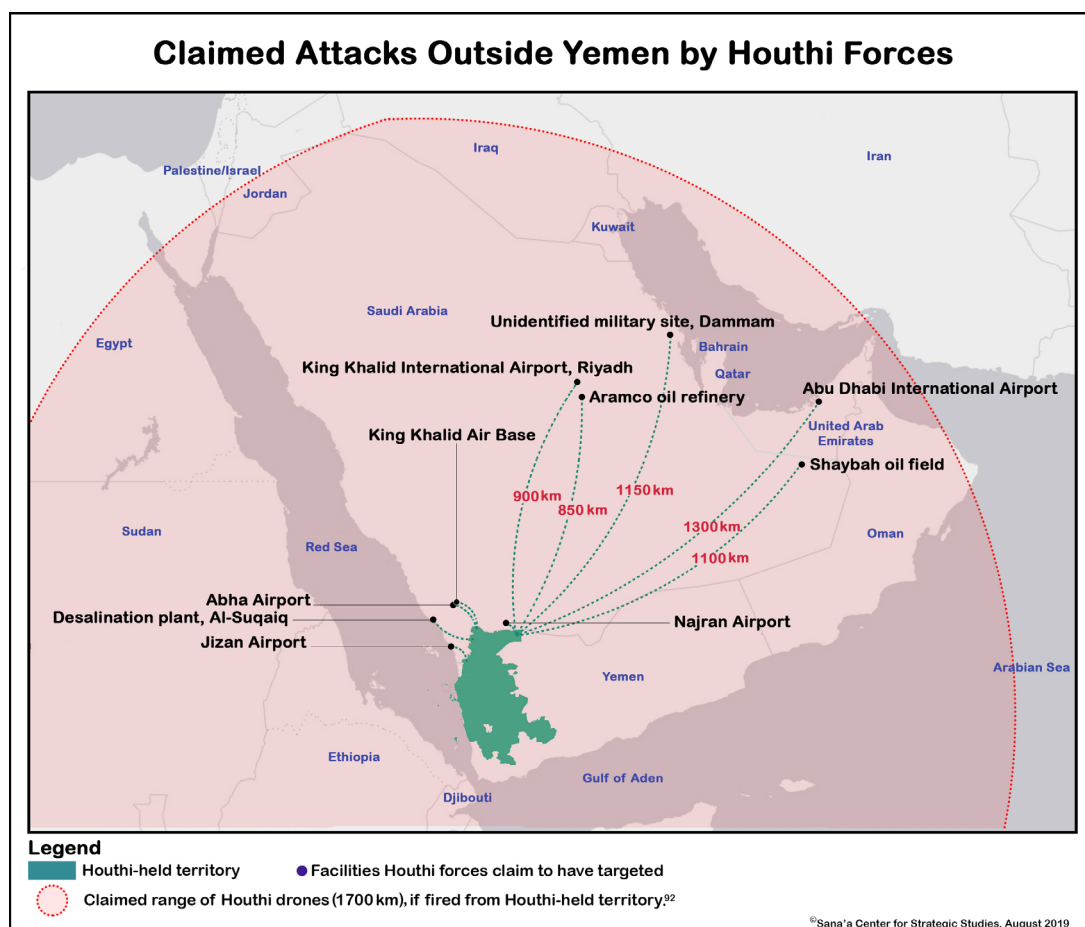 Claimed Attacks Outside Yemen by Houthi Forces
Iraq
Iran
Palestine/Israel
Jordan
Kuwait
Saudi Arabia
Unidentified military site, Dammam
Egypt
Bahrain
King Khalid International Airport, Riyadh
Qatar
Abu Dhabi International Airport
Aramco oil refinery
United Arab
Emirates
King Khalid Air Base
Shaybah oil field
900 km
1150 km
850 km
1300 km
Sudan
Oman
Red Sea
1100 km
Abha Airport
Desalination plant, Al-Suqaiq
Najran Airport
Jizan Airport
Arabian Sea
Yemen
Ethiopia
Gulf of Aden
Djibouti
Legend
Houthi-held territory
Facilities Houthi forces claim to have targeted
Claimed range of Houthi drones (1700 km), if fired from Houthi-held territory.⁹²
©Sana'a Center for Strategic Studies, August 2019